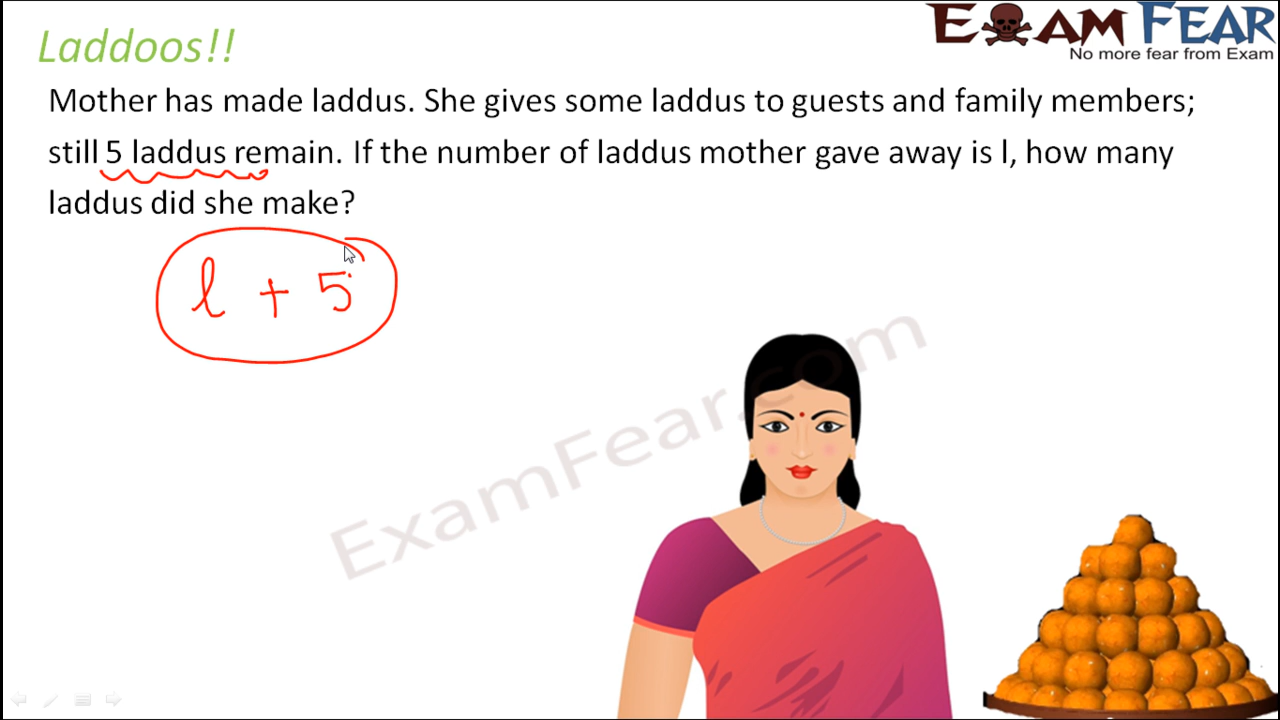 Laddoos!!
EXAM FEAR
No more fear from Exam
Mother has made laddus. She gives some laddus to guests and family members;
still 5 laddus remain. If the number of laddus mother gave away is l, how many
laddus did she make?
l + 5
ExamFear.com